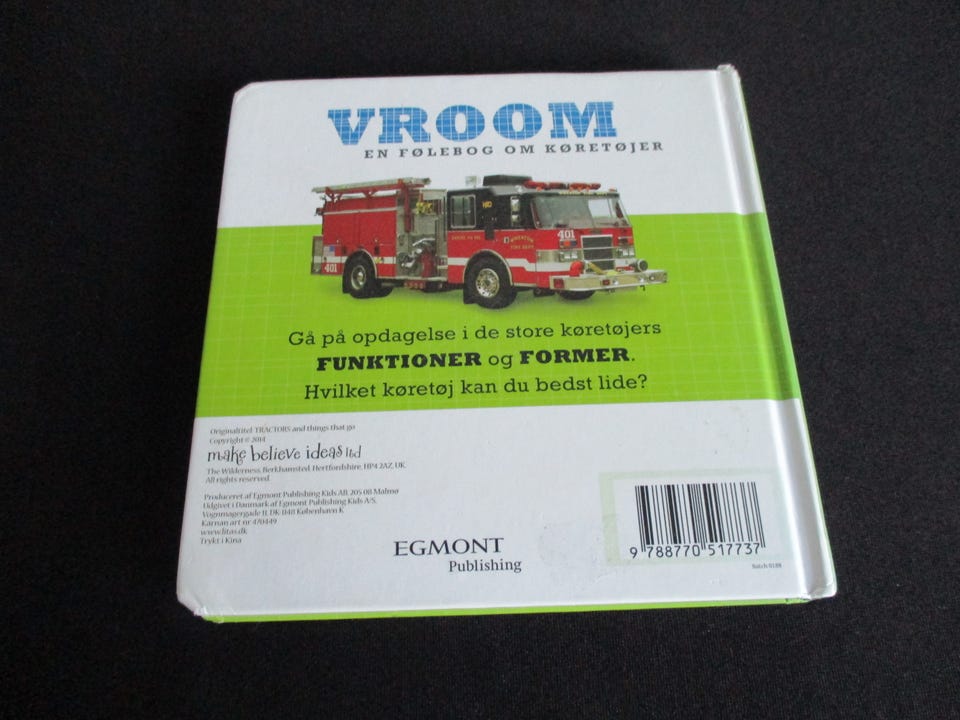 VROOM
EN FØLEBOG OM KØRETØJER
401
401
Gå på opdagelse i de store køretøjers
FUNKTIONER og FORMER.
Hvilket køretøj kan du bedst lide?
Originaltitel: TRACTORS and things that go
Copyright © 2014
make believe ideas ltd
The Wilderness, Berkhamsted, Hertfordshire, HP4 2AZ, UK.
All rights reserved.
Produceret af Egmont Publishing Kids AB, 205 08 Malmø
Udgivet i Danmark af Egmont Publishing Kids A/S,
Vognmagergade 11, DK-1148 København K
Kärnan art nr 470449
www.litas.dk
Trykt i Kina
EGMONT
Publishing
9 788770 517737
Batch 0188